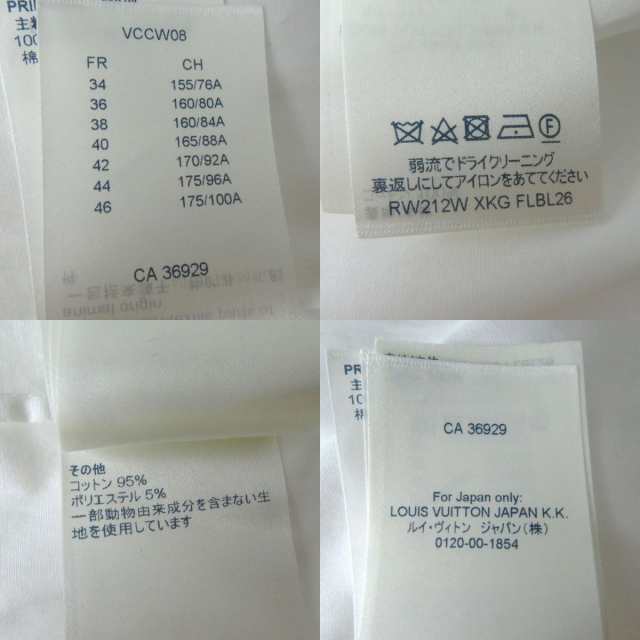 PRI
主料
100
棉
VCCW08
FR CH
34 155/76A
36 160/80A
38 160/84A
40 165/88A
42 170/92A
44 175/96A
46 175/100A
CA 36929
animal origin
弱流でドライクリーニング
裏返しにしてアイロンをあててください
RW212W XKG FLBL26
その他
コットン 95%
ポリエステル 5%
一部動物由来成分を含まない生
地を使用しています
PR
主
10
棉
CA 36929
For Japan only:
LOUIS VUITTON JAPAN K.K.
ルイ・ヴィトン ジャパン(株)
0120-00-1854